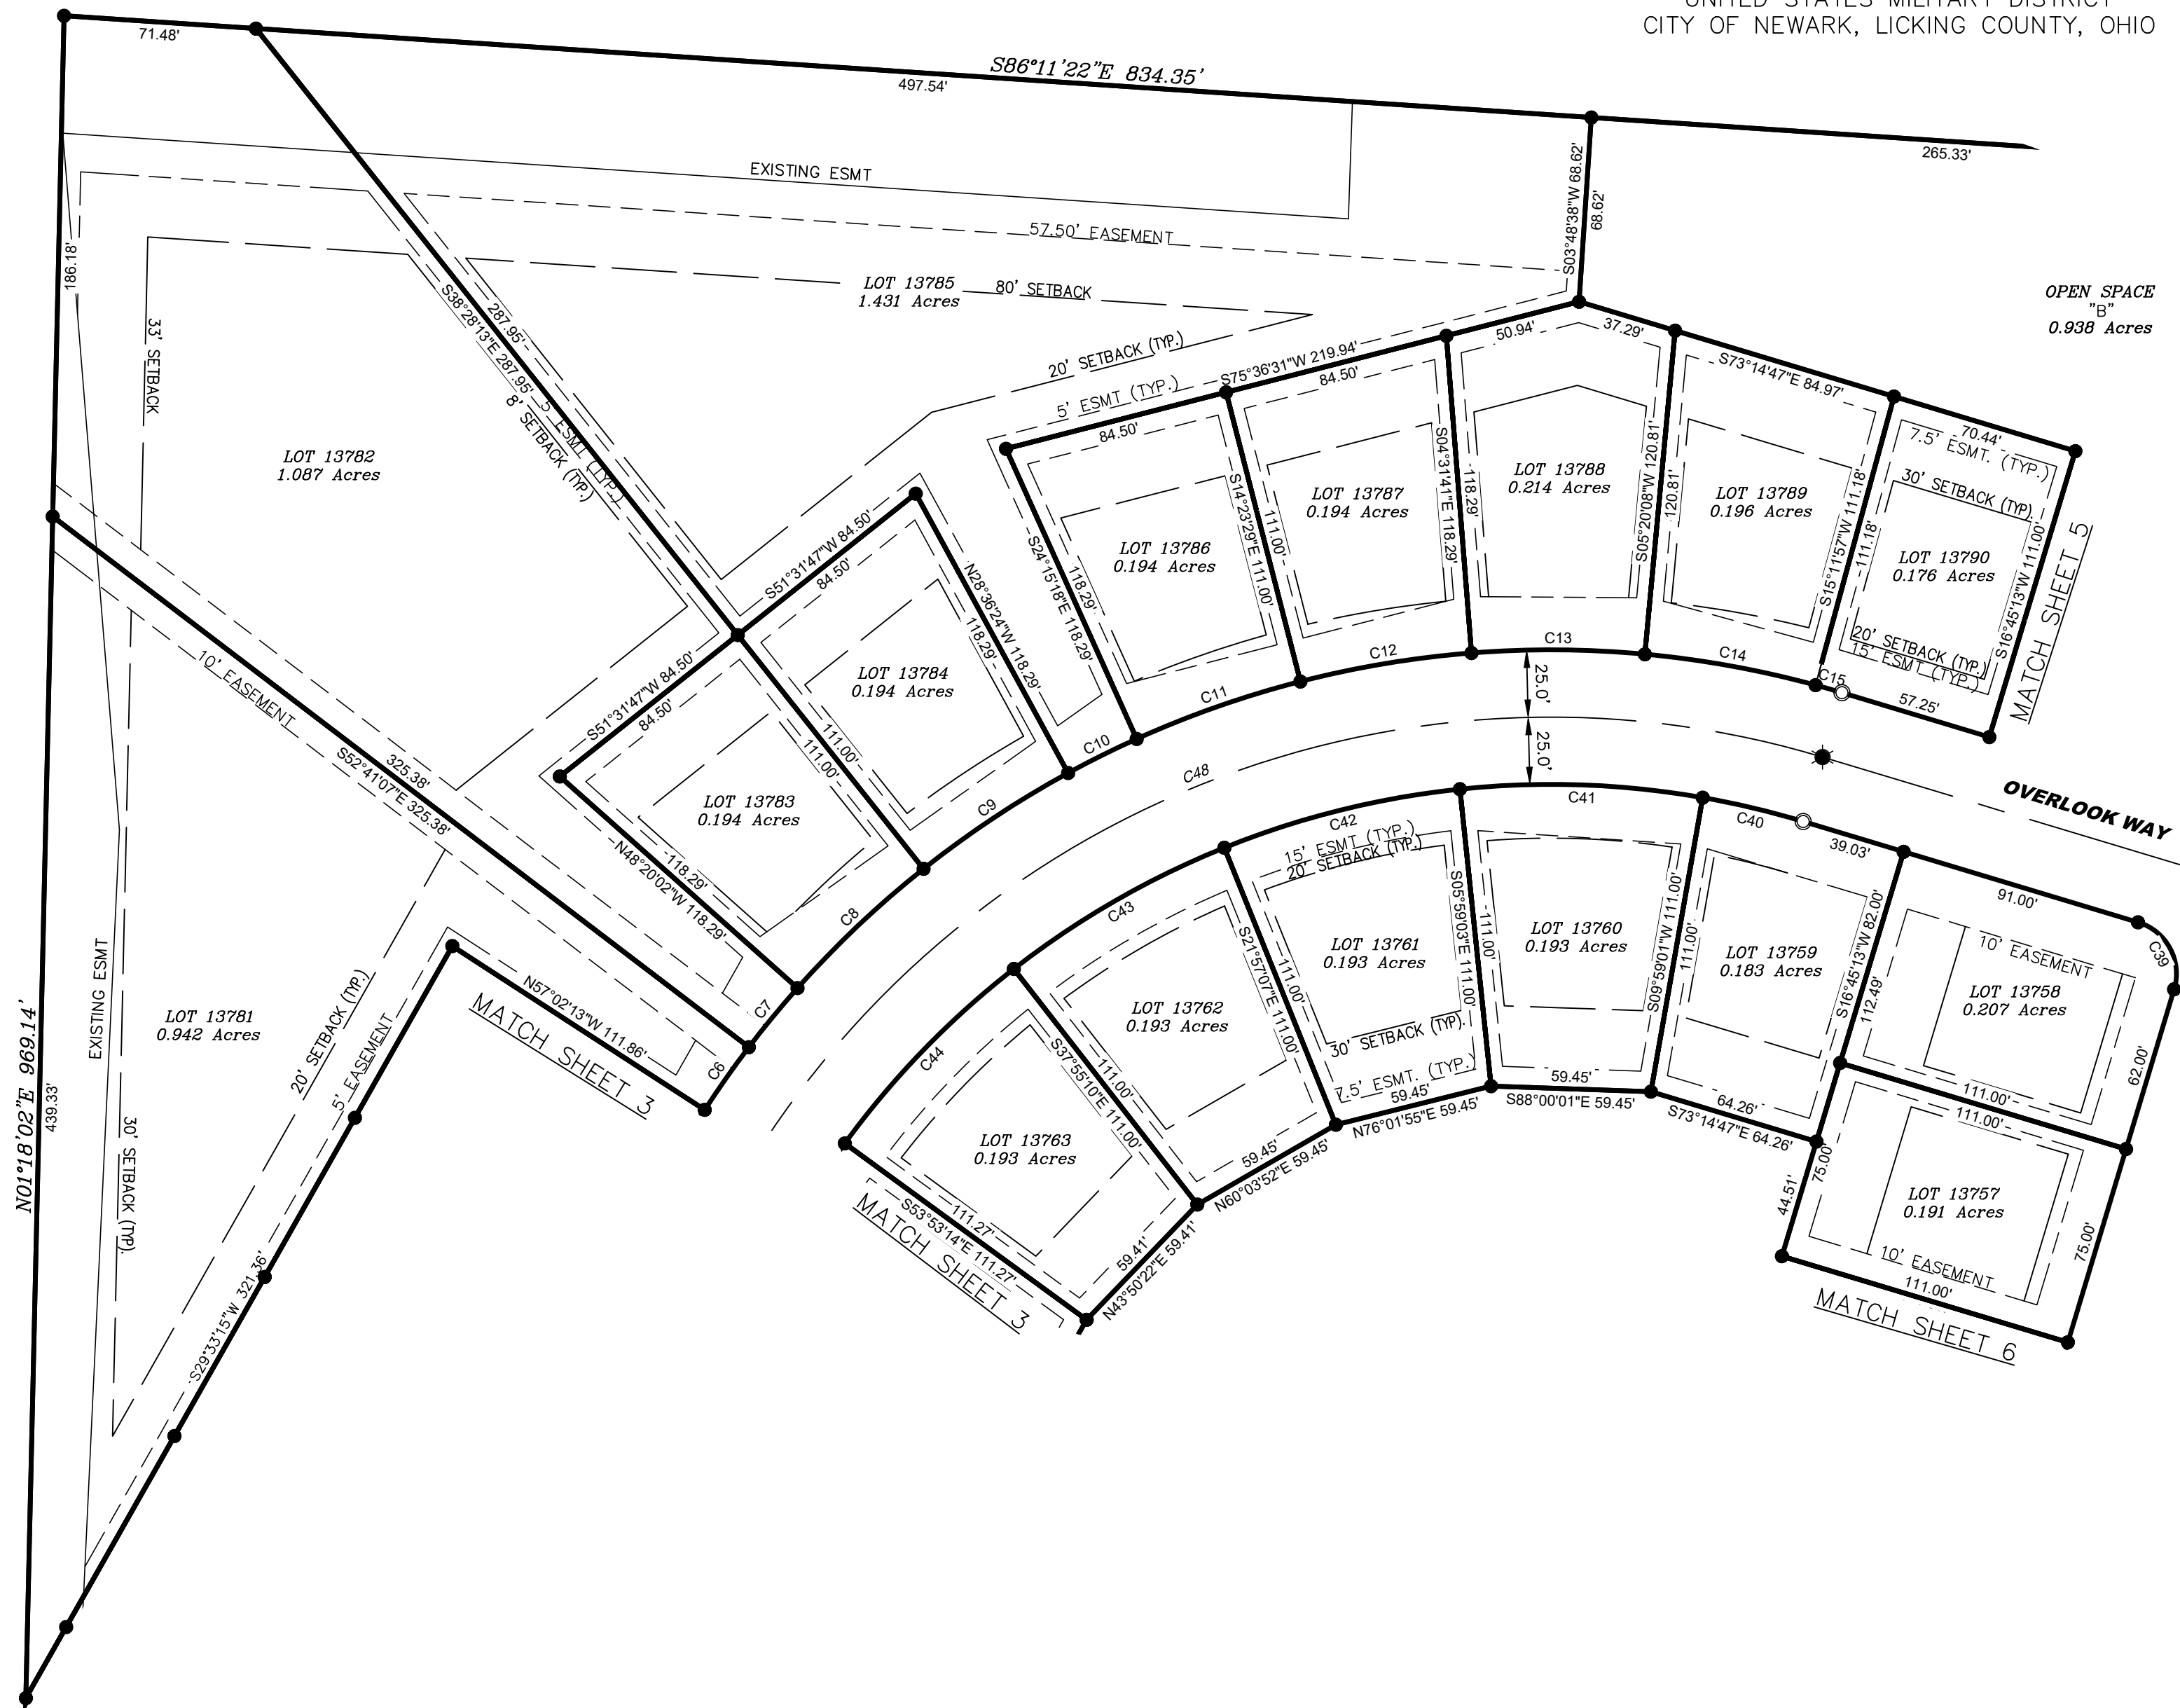 UNITED STATES MILITARY DISTRICT
CITY OF NEWARK, LICKING COUNTY, OHIO
71.48'
S86°11'22"E 834.35'
497.54'
265.33'
EXISTING ESMT
57.50' EASEMENT
S03°48'38"W 68.62'
68.62'
186.18'
33' SETBACK
LOT 13785
1.431 Acres
80' SETBACK
OPEN SPACE
"B"
0.938 Acres
287.95'
S38°28'13"E 287.95'
5' ESMT (TYP.)
8' SETBACK (TYP.)
20' SETBACK (TYP.)
5' ESMT (TYP.)
S75°36'31"W 219.94'
84.50'
84.50'
50.94'
37.29'
S73°14'47"E 84.97'
70.44'
7.5' ESMT. (TYP.)
30' SETBACK (TYP).
LOT 13782
1.087 Acres
LOT 13786
0.194 Acres
LOT 13787
0.194 Acres
LOT 13788
0.214 Acres
LOT 13789
0.196 Acres
LOT 13790
0.176 Acres
S24°15'18"E 118.29'
118.29'
S14°23'29"E 111.00'
111.00'
S04°31'41"E 118.29'
118.29'
S05°20'08"W 120.81'
120.81'
S15°11'57"W 111.18'
111.18'
S16°45'13"W 111.00'
MATCH SHEET 5
20' SETBACK (TYP.)
15' ESMT (TYP.)
S51°31'47"W 84.50'
84.50'
N28°36'24"W 118.29'
118.29'
LOT 13784
0.194 Acres
S51°31'47"W 84.50'
84.50'
111.00'
111.00'
LOT 13783
0.194 Acres
N48°20'02"W 118.29'
118.29'
10' EASEMENT
325.38'
S52°41'07"E 325.38'
C6
C7
C8
C9
C10
C11
C12
C13
C14
C15
57.25'
25.0'
25.0'
C48
OVERLOOK WAY
C44
C43
C42
C41
C40
39.03'
91.00'
C39
15' ESMT (TYP.)
20' SETBACK (TYP.)
LOT 13781
0.942 Acres
EXISTING ESMT
N01°18'02"E 969.14'
439.33'
30' SETBACK (TYP).
20' SETBACK (TYP.)
5' EASEMENT
S29°33'15"W 321.36'
N57°02'13"W 111.86'
MATCH SHEET 3
LOT 13763
0.193 Acres
LOT 13762
0.193 Acres
LOT 13761
0.193 Acres
LOT 13760
0.193 Acres
LOT 13759
0.183 Acres
LOT 13758
0.207 Acres
LOT 13757
0.191 Acres
S37°55'10"E 111.00'
111.00'
S21°57'07"E 111.00'
111.00'
S05°59'03"E 111.00'
111.00'
S09°59'01"W 111.00'
111.00'
S16°45'13"W 82.00'
112.49'
10' EASEMENT
62.00'
111.00'
111.00'
30' SETBACK (TYP).
7.5' ESMT. (TYP.)
59.45'
N76°01'55"E 59.45'
59.45'
S88°00'01"E 59.45'
64.26'
S73°14'47"E 64.26'
59.45'
N60°03'52"E 59.45'
59.41'
N43°50'22"E 59.41'
111.27'
S53°53'14"E 111.27'
MATCH SHEET 3
75.00'
44.51'
75.00'
10' EASEMENT
111.00'
MATCH SHEET 6